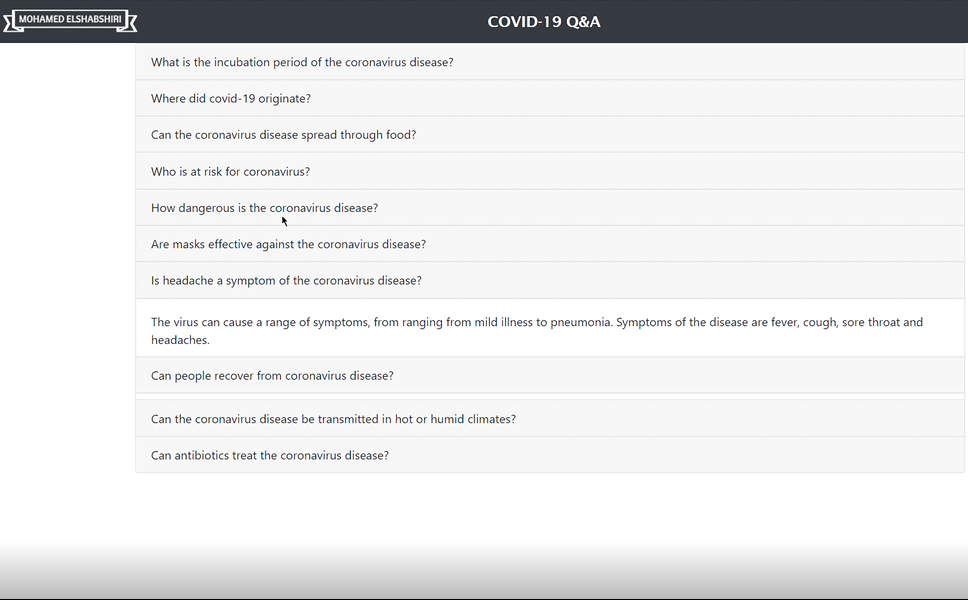 MOHAMED ELSHABSHIRI
COVID-19 Q&A
What is the incubation period of the coronavirus disease?
Where did covid-19 originate?
Can the coronavirus disease spread through food?
Who is at risk for coronavirus?
How dangerous is the coronavirus disease?
Are masks effective against the coronavirus disease?
Is headache a symptom of the coronavirus disease?
The virus can cause a range of symptoms, from ranging from mild illness to pneumonia. Symptoms of the disease are fever, cough, sore throat and
headaches.
Can people recover from coronavirus disease?
Can the coronavirus disease be transmitted in hot or humid climates?
Can antibiotics treat the coronavirus disease?